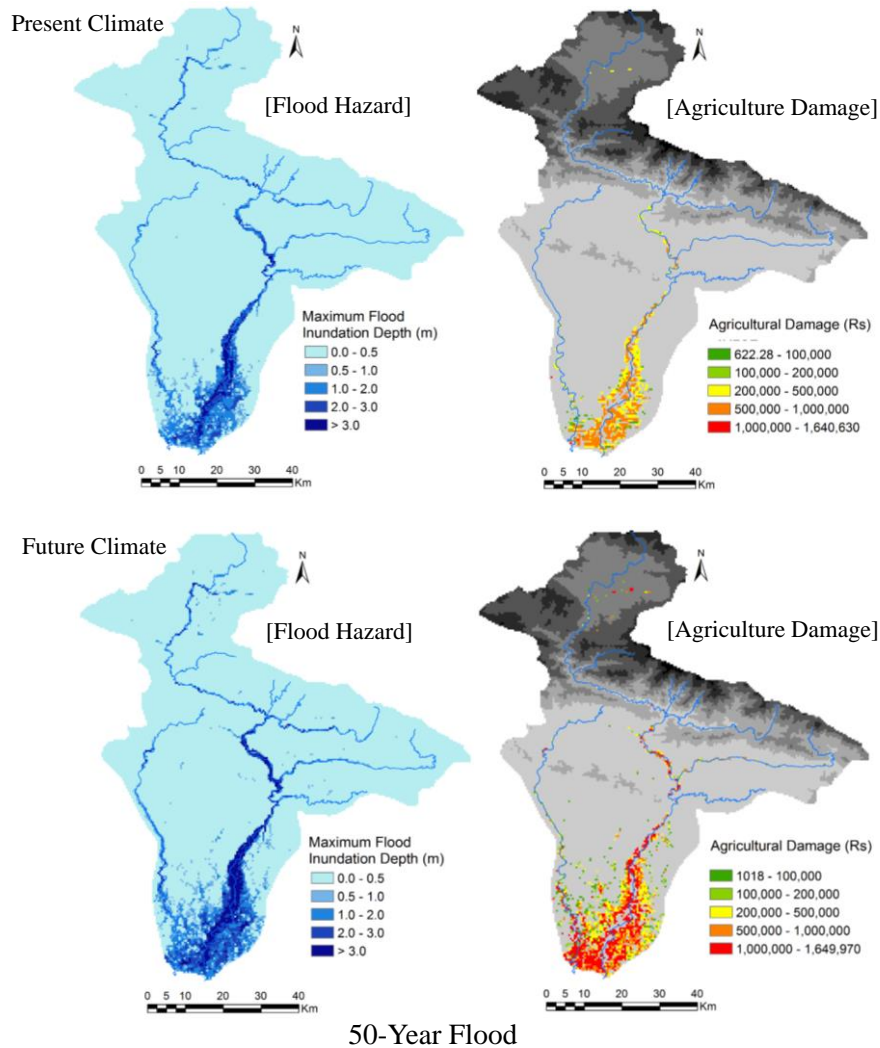 Present Climate
N
N
[Flood Hazard]
[Agriculture Damage]
Maximum Flood
Inundation Depth (m)
0.0 - 0.5
0.5 - 1.0
1.0 - 2.0
2.0 - 3.0
> 3.0
Agricultural Damage (Rs)
622.28 - 100,000
100,000 - 200,000
200,000 - 500,000
500,000 - 1,000,000
1,000,000 - 1,640,630
0 5 10 20 30 40
Km
0 5 10 20 30 40
Km
Future Climate
N
N
[Flood Hazard]
[Agriculture Damage]
Maximum Flood
Inundation Depth (m)
0.0 - 0.5
0.5 - 1.0
1.0 - 2.0
2.0 - 3.0
> 3.0
Agricultural Damage (Rs)
1018 - 100,000
100,000 - 200,000
200,000 - 500,000
500,000 - 1,000,000
1,000,000 - 1,649,970
0 5 10 20 30 40
Km
0 5 10 20 30 40
Km
50-Year Flood